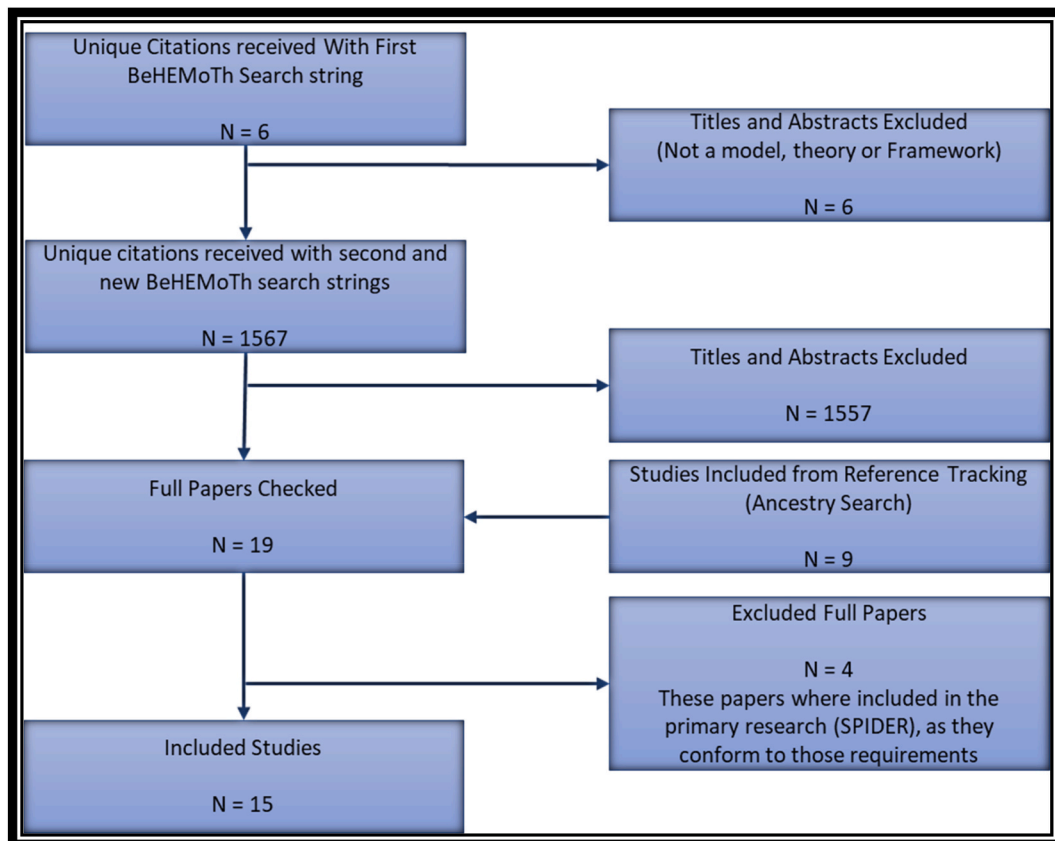 Unique Citations received With First
BeHEMoTh Search string
N = 6
Titles and Abstracts Excluded
(Not a model, theory or Framework)
N = 6
Unique citations received with second and
new BeHEMoTh search strings
N = 1567
Titles and Abstracts Excluded
N = 1557
Full Papers Checked
N = 19
Studies Included from Reference Tracking
(Ancestry Search)
N = 9
Excluded Full Papers
N = 4
These papers where included in the
primary research (SPIDER), as they
conform to those requirements
Included Studies
N = 15